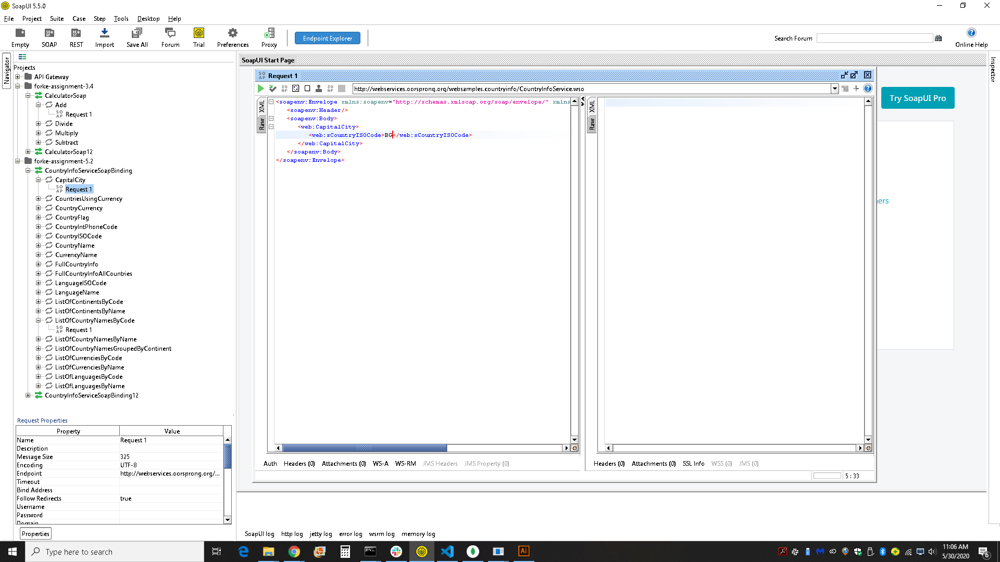 SoapUI 5.5.0
File Project Suite Case Step Tools Desktop Help
Empty SOAP REST Import Save All Forum Trial Preferences Proxy
Endpoint Explorer
Search Forum
Online Help
Navigator
Projects
API Gateway
forke-assignment-3.4
CalculatorSoap
Add
Request 1
Divide
Multiply
Subtract
CalculatorSoap12
forke-assignment-5.2
CountryInfoServiceSoapBinding
CapitalCity
Request 1
CountriesUsingCurrency
CountryCurrency
CountryFlag
CountryIntPhoneCode
CountryISOCode
CountryName
CurrencyName
FullCountryInfo
FullCountryInfoAllCountries
LanguageISOCode
LanguageName
ListOfContinentsByCode
ListOfContinentsByName
ListOfCountryNamesByCode
Request 1
ListOfCountryNamesByName
ListOfCountryNamesGroupedByContinent
ListOfCurrenciesByCode
ListOfCurrenciesByName
ListOfLanguagesByCode
ListOfLanguagesByName
CountryInfoServiceSoapBinding12
Request Properties
Property Value
Name Request 1
Description
Message Size 325
Encoding UTF-8
Endpoint http://webservices.oorsprong.org/...
Timeout
Bind Address
Follow Redirects true
Username
Password
Domain
Properties
SoapUI Start Page
Request 1
http://webservices.oorsprong.org/websamples.countryinfo/CountryInfoService.wso
XML
Raw
<soapenv:Envelope xmlns:soapenv="http://schemas.xmlsoap.org/soap/envelope/" xmlns
<soapenv:Header/>
<soapenv:Body>
<web:CapitalCity>
<web:sCountryISOCode>BG</web:sCountryISOCode>
</web:CapitalCity>
</soapenv:Body>
</soapenv:Envelope>
XML
Raw
Auth Headers (0) Attachments (0) WS-A WS-RM JMS Headers JMS Property (0)
Headers (0) Attachments (0) SSL Info WSS (0) JMS (0)
5 : 33
Try SoapUI Pro
ners
Inspector
SoapUI log http log jetty log error log wsrm log memory log
Type here to search
Ai
11:06 AM
5/30/2020
6